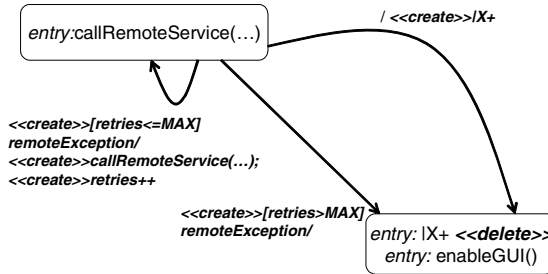 entry:callRemoteService(…)
/ <<create>>|X+
<<create>>[retries<=MAX]
remoteException/
<<create>>callRemoteService(…);
<<create>>retries++
<<create>>[retries>MAX]
remoteException/
entry: |X+ <<delete>>
entry: enableGUI()